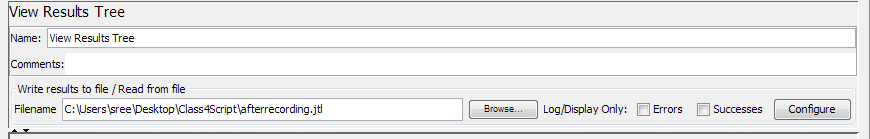 View Results Tree
Name: View Results Tree
Comments:
Write results to file / Read from file
Filename C:\Users\sree\Desktop\Class4Script\afterrecording.jtl Browse... Log/Display Only: Errors Successes Configure